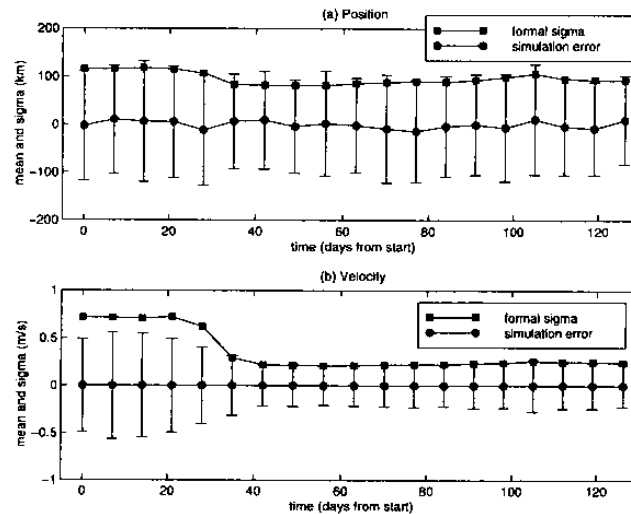 (a) Position
formal sigma
simulation error
mean and sigma (km)
200
100
0
−100
−200
0 20 40 60 80 100 120
time (days from start)
(b) Velocity
formal sigma
simulation error
mean and sigma (m/s)
1
0.5
0
−0.5
−1
0 20 40 60 80 100 120
time (days from start)